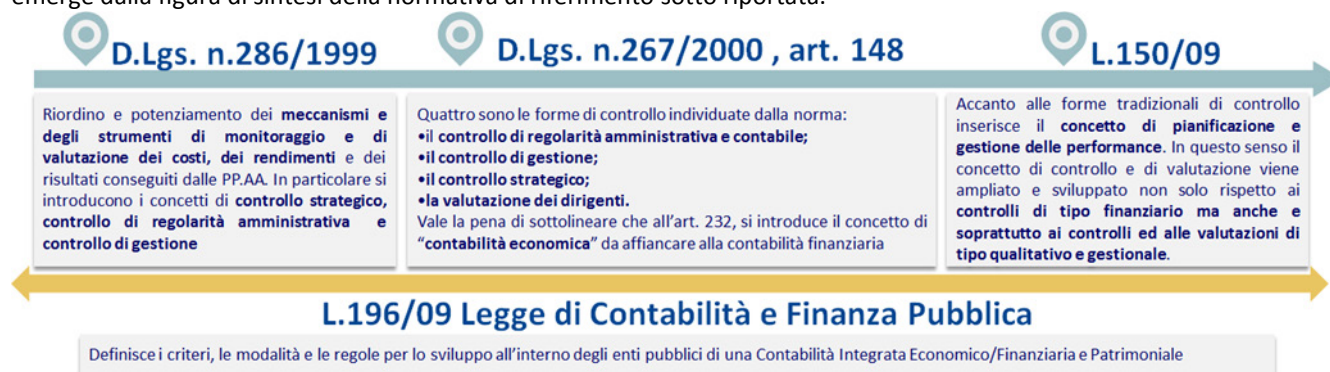 emerge dalla figura di sintesi della normativa di riferimento sotto riportata.
D.Lgs. n.286/1999
D.Lgs. n.267/2000 , art. 148
L.150/09
Riordino e potenziamento dei meccanismi e
degli strumenti di monitoraggio e di
valutazione dei costi, dei rendimenti e dei
risultati conseguiti dalle PP.AA. In particolare si
introducono i concetti di controllo strategico,
controllo di regolarità amministrativa e
controllo di gestione
Quattro sono le forme di controllo individuate dalla norma:
•il controllo di regolarità amministrativa e contabile;
•il controllo di gestione;
•il controllo strategico;
•la valutazione dei dirigenti.
Vale la pena di sottolineare che all'art. 232, si introduce il concetto di
"contabilità economica" da affiancare alla contabilità finanziaria
Accanto alle forme tradizionali di controllo
inserisce il concetto di pianificazione e
gestione delle performance. In questo senso il
concetto di controllo e di valutazione viene
ampliato e sviluppato non solo rispetto ai
controlli di tipo finanziario ma anche e
soprattutto ai controlli ed alle valutazioni di
tipo qualitativo e gestionale.
L.196/09 Legge di Contabilità e Finanza Pubblica
Definisce i criteri, le modalità e le regole per lo sviluppo all'interno degli enti pubblici di una Contabilità Integrata Economico/Finanziaria e Patrimoniale